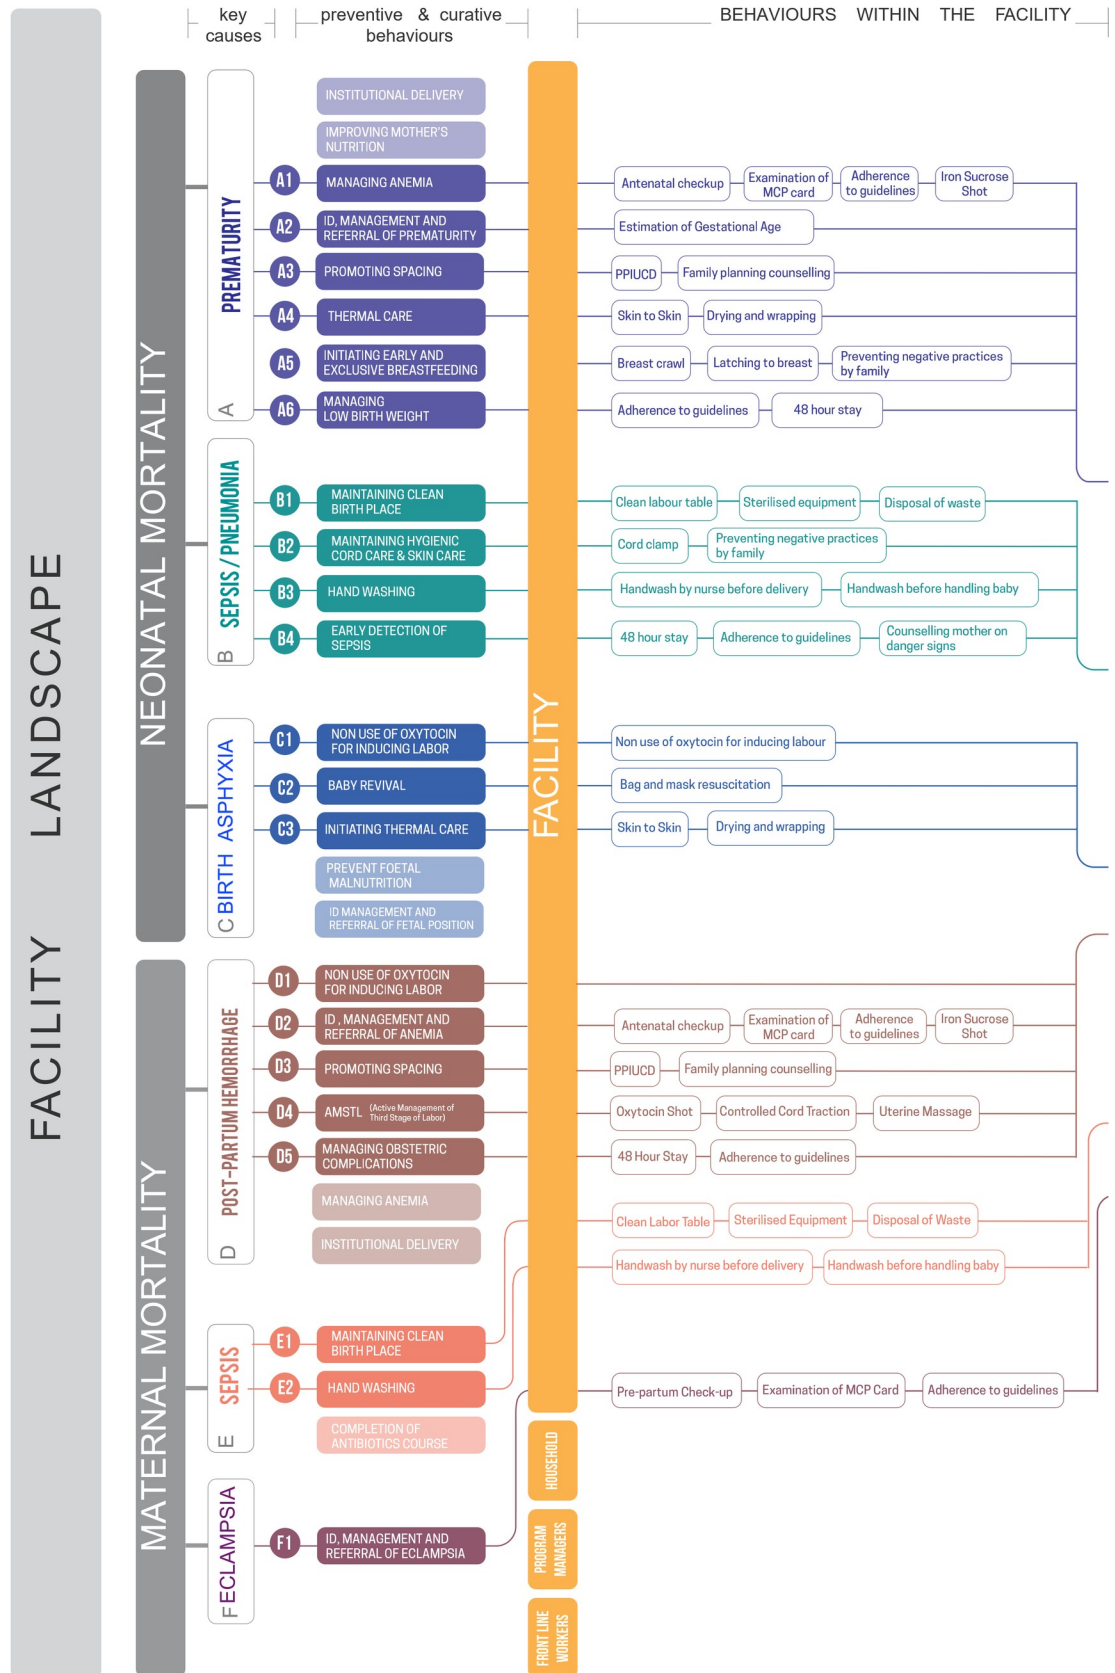 key
causes
preventive & curative
behaviours
BEHAVIOURS WITHIN THE FACILITY
FACILITY LANDSCAPE
NEONATAL MORTALITY
PREMATURITY
A
INSTITUTIONAL DELIVERY
IMPROVING MOTHER'S
NUTRITION
A1
MANAGING ANEMIA
Antenatal checkup
Examination of
MCP card
Adherence
to guidelines
Iron Sucrose
Shot
A2
ID, MANAGEMENT AND
REFERRAL OF PREMATURITY
Estimation of Gestational Age
A3
PROMOTING SPACING
PPIUCD
Family planning counselling
A4
THERMAL CARE
Skin to Skin
Drying and wrapping
A5
INITIATING EARLY AND
EXCLUSIVE BREASTFEEDING
Breast crawl
Latching to breast
Preventing negative practices
by family
A6
MANAGING
LOW BIRTH WEIGHT
Adherence to guidelines
48 hour stay
SEPSIS / PNEUMONIA
B
B1
MAINTAINING CLEAN
BIRTH PLACE
Clean labour table
Sterilised equipment
Disposal of waste
B2
MAINTAINING HYGIENIC
CORD CARE & SKIN CARE
Cord clamp
Preventing negative practices
by family
B3
HAND WASHING
Handwash by nurse before delivery
Handwash before handling baby
B4
EARLY DETECTION OF
SEPSIS
48 hour stay
Adherence to guidelines
Counselling mother on
danger signs
C BIRTH ASPHYXIA
C1
NON USE OF OXYTOCIN
FOR INDUCING LABOR
Non use of oxytocin for inducing labour
C2
BABY REVIVAL
Bag and mask resuscitation
C3
INITIATING THERMAL CARE
Skin to Skin
Drying and wrapping
PREVENT FOETAL
MALNUTRITION
ID MANAGEMENT AND
REFERRAL OF FETAL POSITION
FACILITY
MATERNAL MORTALITY
POST-PARTUM HEMORRHAGE
D
D1
NON USE OF OXYTOCIN
FOR INDUCING LABOR
D2
ID , MANAGEMENT AND
REFERRAL OF ANEMIA
Antenatal checkup
Examination of
MCP card
Adherence
to guidelines
Iron Sucrose
Shot
D3
PROMOTING SPACING
PPIUCD
Family planning counselling
D4
AMSTL (Active Management of
Third Stage of Labor)
Oxytocin Shot
Controlled Cord Traction
Uterine Massage
D5
MANAGING OBSTETRIC
COMPLICATIONS
48 Hour Stay
Adherence to guidelines
MANAGING ANEMIA
INSTITUTIONAL DELIVERY
Clean Labor Table
Sterilised Equipment
Disposal of Waste
Handwash by nurse before delivery
Handwash before handling baby
SEPSIS
E
E1
MAINTAINING CLEAN
BIRTH PLACE
E2
HAND WASHING
Pre-partum Check-up
Examination of MCP Card
Adherence to guidelines
COMPLETION OF
ANTIBIOTICS COURSE
HOUSEHOLD
F ECLAMPSIA
F1
ID, MANAGEMENT AND
REFERRAL OF ECLAMPSIA
PROGRAM
MANAGERS
FRONT LINE
WORKERS